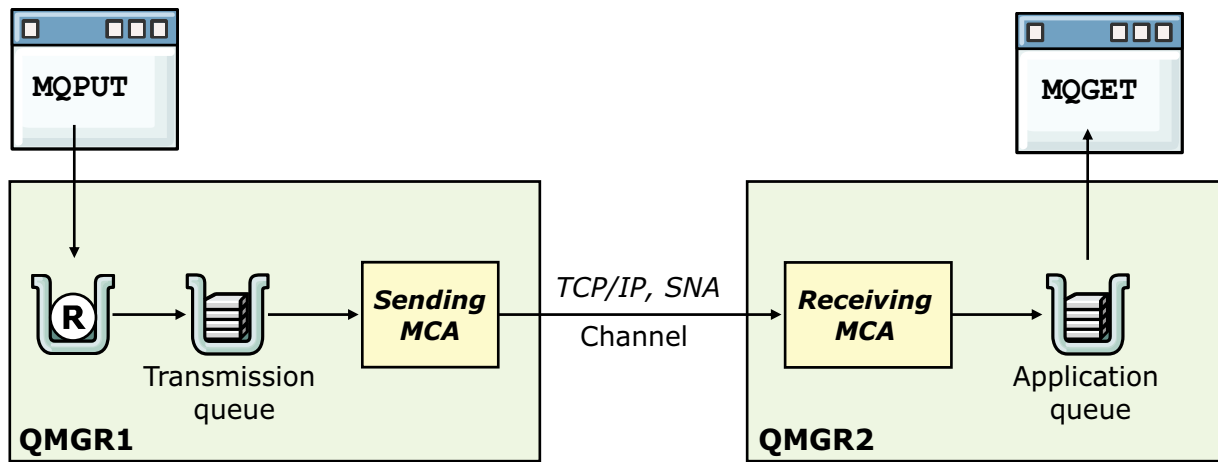 MQPUT
MQGET
R
Sending
MCA
TCP/IP, SNA
Channel
Receiving
MCA
Transmission
queue
Application
queue
QMGR1
QMGR2